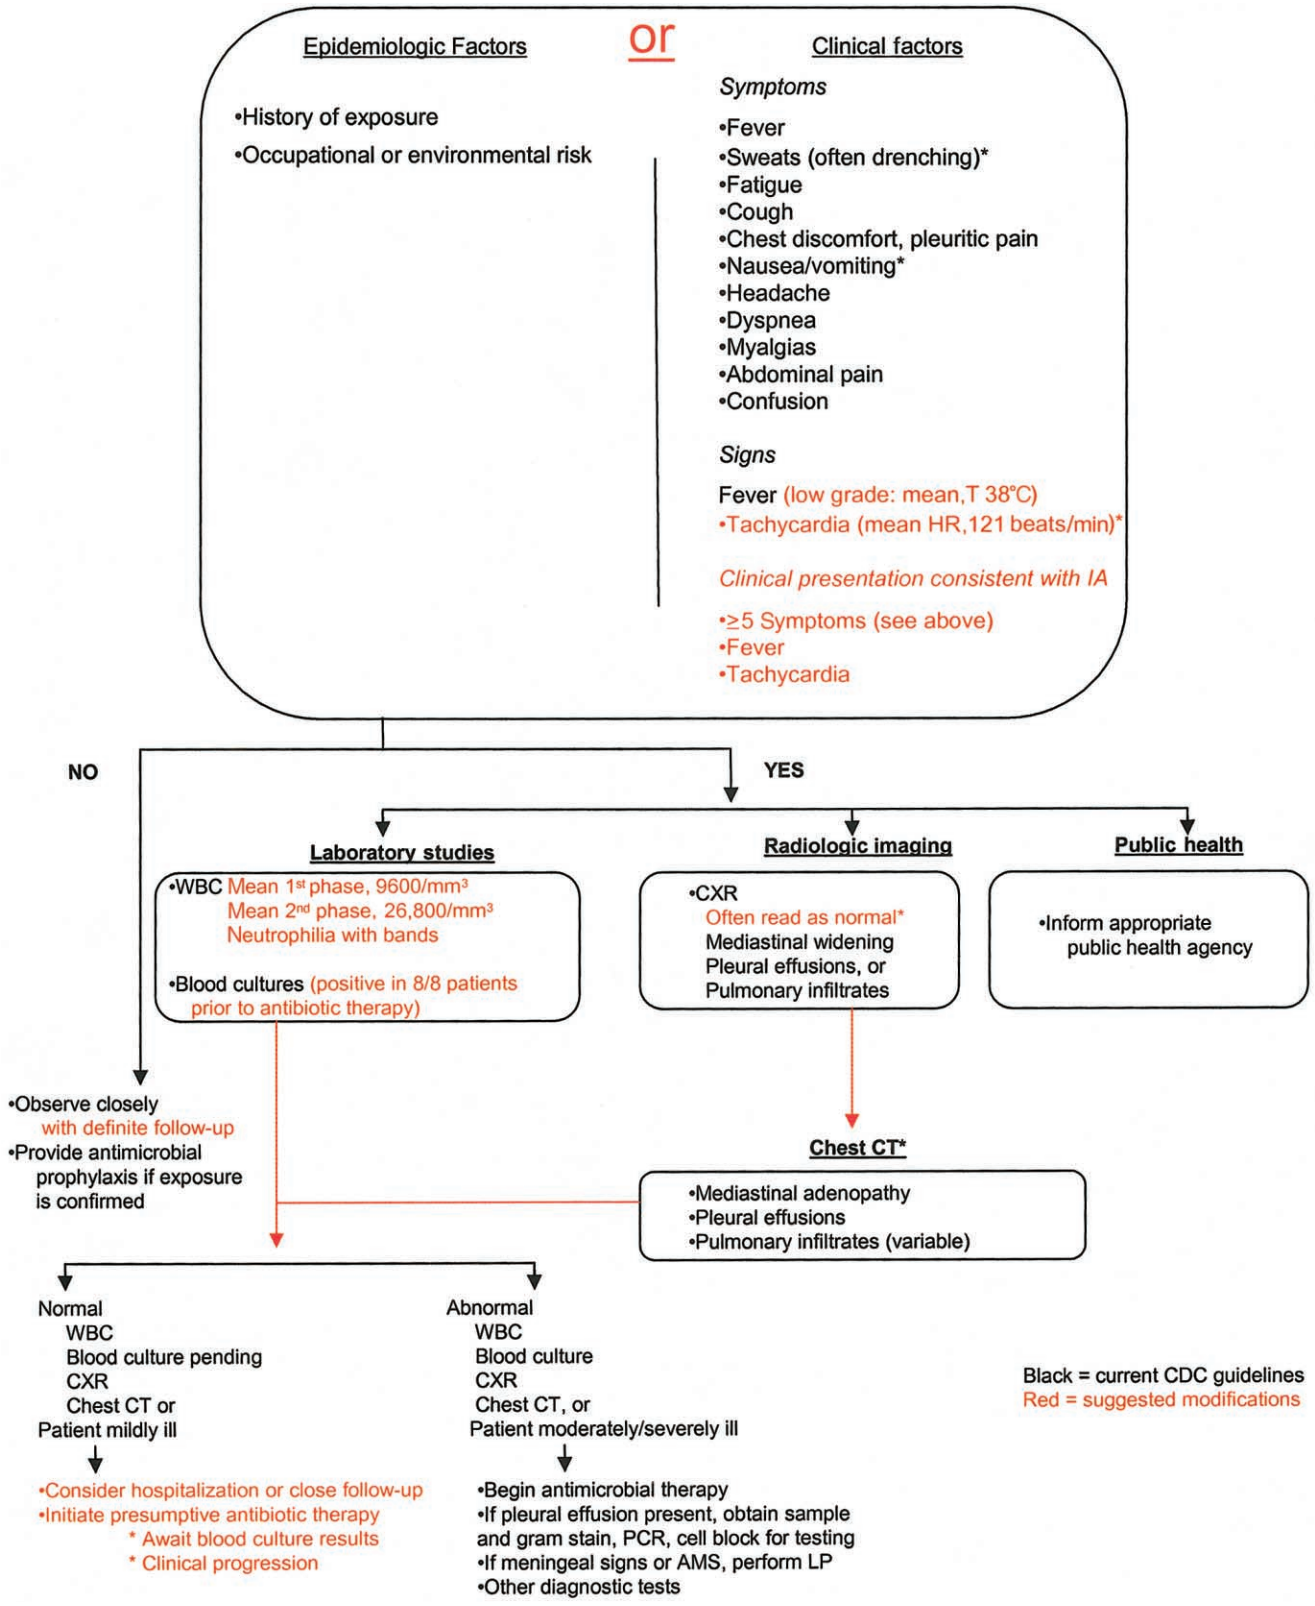 or
Epidemiologic Factors
•History of exposure
•Occupational or environmental risk
Clinical factors
Symptoms
•Fever
•Sweats (often drenching)*
•Fatigue
•Cough
•Chest discomfort, pleuritic pain
•Nausea/vomiting*
•Headache
•Dyspnea
•Myalgias
•Abdominal pain
•Confusion
Signs
Fever (low grade: mean,T 38°C)
•Tachycardia (mean HR,121 beats/min)*
Clinical presentation consistent with IA
•≥5 Symptoms (see above)
•Fever
•Tachycardia
NO
YES
Laboratory studies
•WBC Mean 1st phase, 9600/mm³
Mean 2nd phase, 26,800/mm³
Neutrophilia with bands
•Blood cultures (positive in 8/8 patients
prior to antibiotic therapy)
Radiologic imaging
•CXR
Often read as normal*
Mediastinal widening
Pleural effusions, or
Pulmonary infiltrates
Public health
•Inform appropriate
public health agency
•Observe closely
with definite follow-up
•Provide antimicrobial
prophylaxis if exposure
is confirmed
Chest CT*
•Mediastinal adenopathy
•Pleural effusions
•Pulmonary infiltrates (variable)
Normal
WBC
Blood culture pending
CXR
Chest CT or
Patient mildly ill
•Consider hospitalization or close follow-up
•Initiate presumptive antibiotic therapy
* Await blood culture results
* Clinical progression
Abnormal
WBC
Blood culture
CXR
Chest CT, or
Patient moderately/severely ill
•Begin antimicrobial therapy
•If pleural effusion present, obtain sample
and gram stain, PCR, cell block for testing
•If meningeal signs or AMS, perform LP
•Other diagnostic tests
Black = current CDC guidelines
Red = suggested modifications